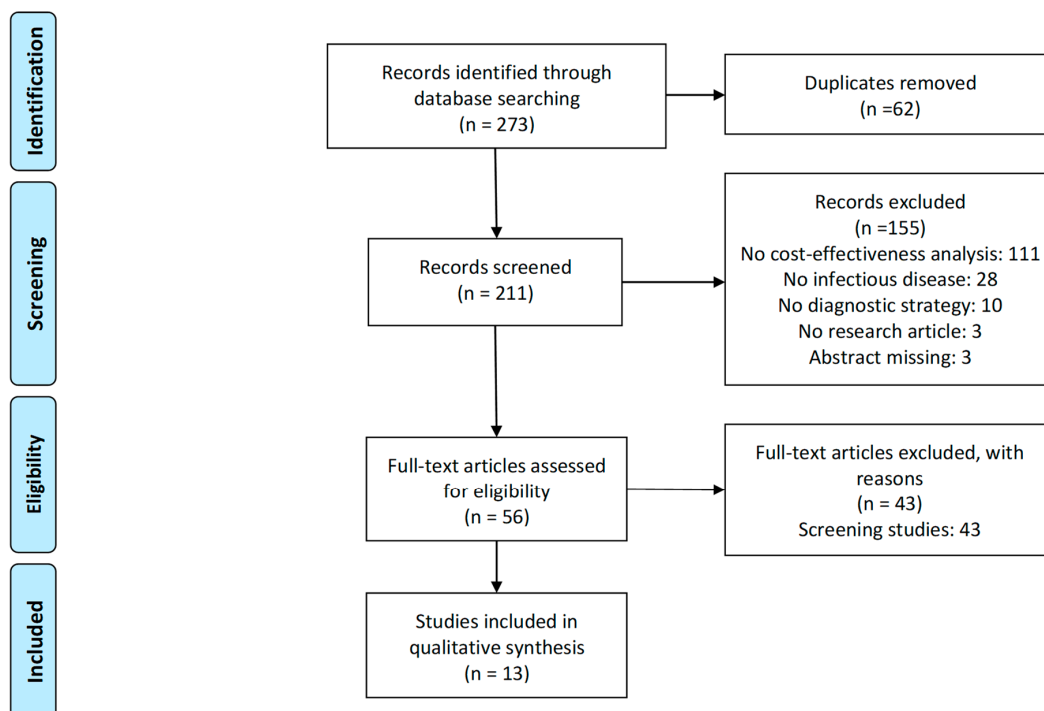 Identification
Records identified through
database searching
(n = 273)
Duplicates removed
(n =62)
Screening
Records screened
(n = 211)
Records excluded
(n =155)
No cost-effectiveness analysis: 111
No infectious disease: 28
No diagnostic strategy: 10
No research article: 3
Abstract missing: 3
Eligibility
Full-text articles assessed
for eligibility
(n = 56)
Full-text articles excluded, with
reasons
(n = 43)
Screening studies: 43
Included
Studies included in
qualitative synthesis
(n = 13)